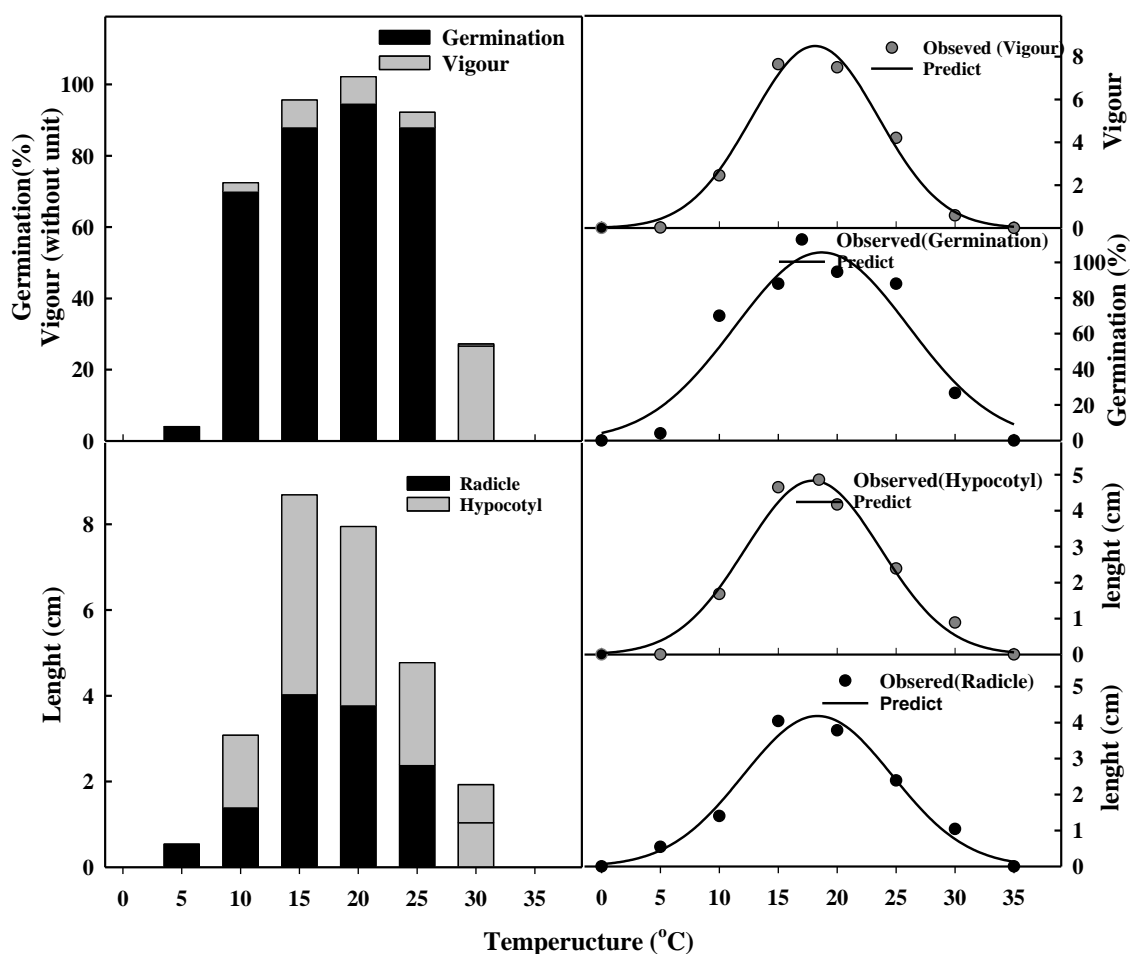 Germination
Vigour
100
80
60
40
20
0
Germination(%)
Vigour (without unit)
Obseved (Vigour)
Predict
8
6
4
2
0
Vigour
Observed(Germination)
Predict
100
80
60
40
20
0
Germination (%)
Radicle
Hypocotyl
8
6
4
2
0
Lenght (cm)
0 5 10 15 20 25 30 35
Observed(Hypocotyl)
Predict
5
4
3
2
1
0
lenght (cm)
Obsered(Radicle)
Predict
5
4
3
2
1
0
lenght (cm)
0 5 10 15 20 25 30 35
Temperucture (°C)